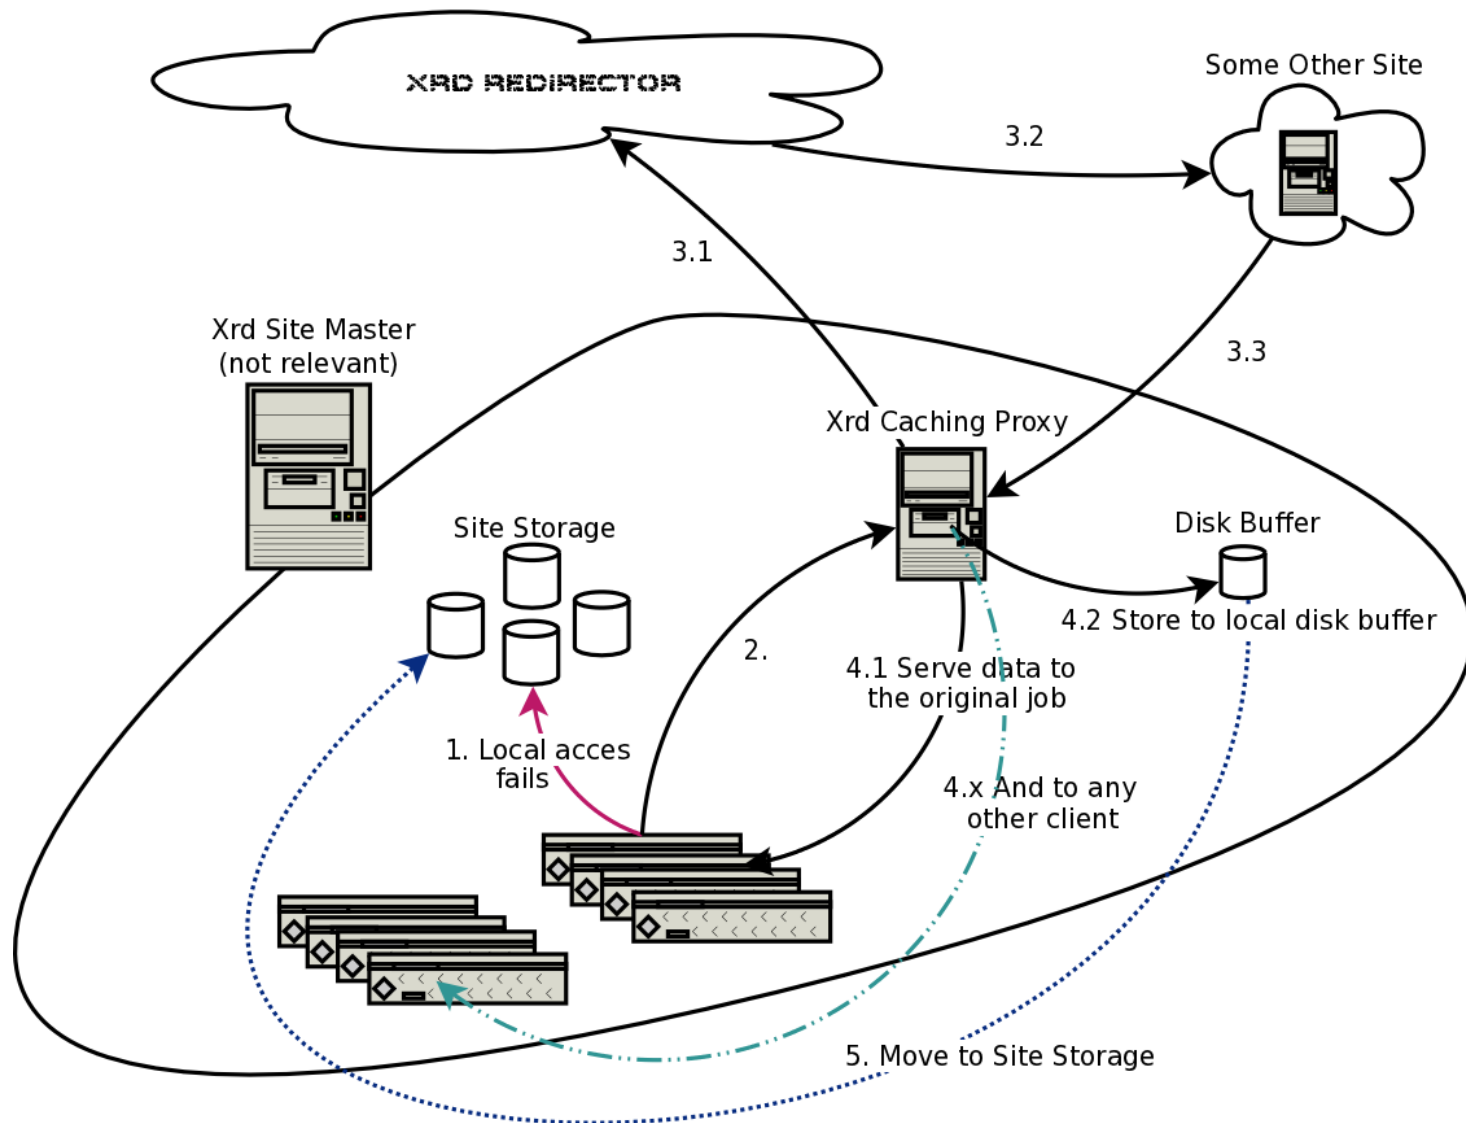 XRD REDIRECTOR
Some Other Site
3.2
3.1
Xrd Site Master
(not relevant)
3.3
Xrd Caching Proxy
Site Storage
Disk Buffer
4.2 Store to local disk buffer
2.
4.1 Serve data to
the original job
1. Local acces
fails
4.x And to any
other client
5. Move to Site Storage